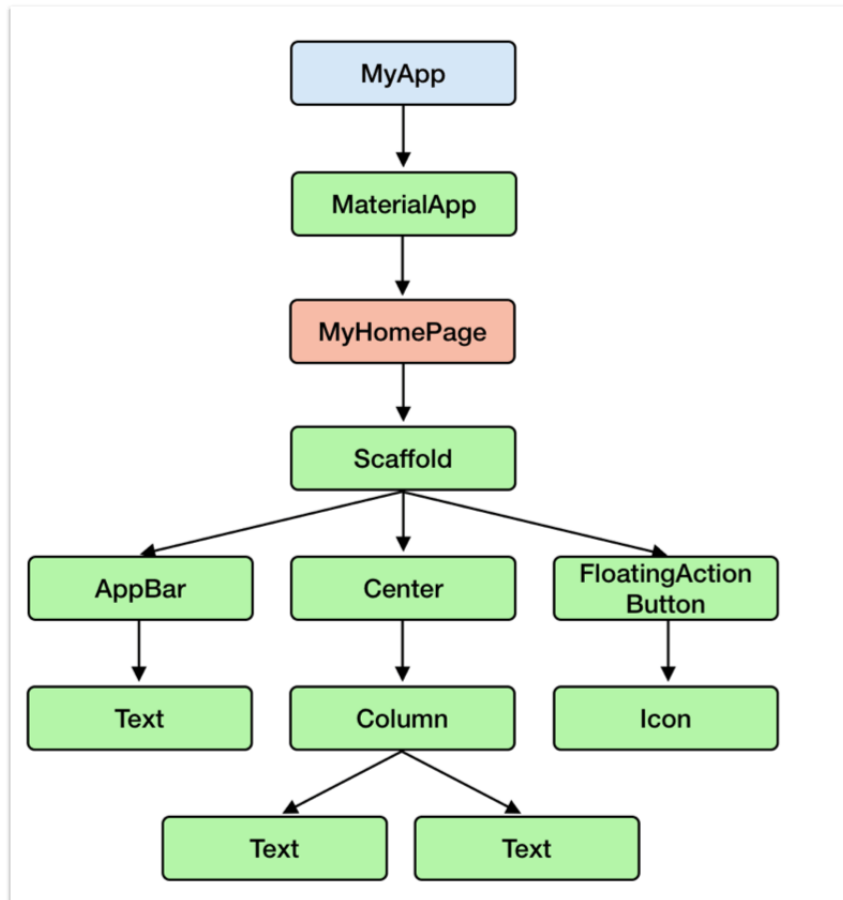 MyApp
MaterialApp
MyHomePage
Scaffold
AppBar
Center
FloatingAction
Button
Text
Column
Icon
Text
Text